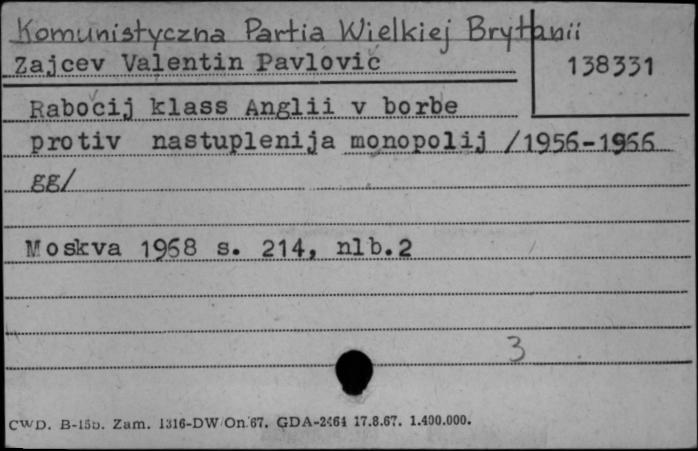 Komunistyczna Partia Wielkiej Brytanii
Zajcev Valentin Pavlovič
138331
Rabočij klass Anglii v borbe
protiv nastuplenija monopolij /1956-1966
gg/
Moskva 1968 s. 214, nlb.2
3
CWD. B-15b. Zam. 1316-DW/On.67. GDA-2464 17.8.67. 1.400.000.